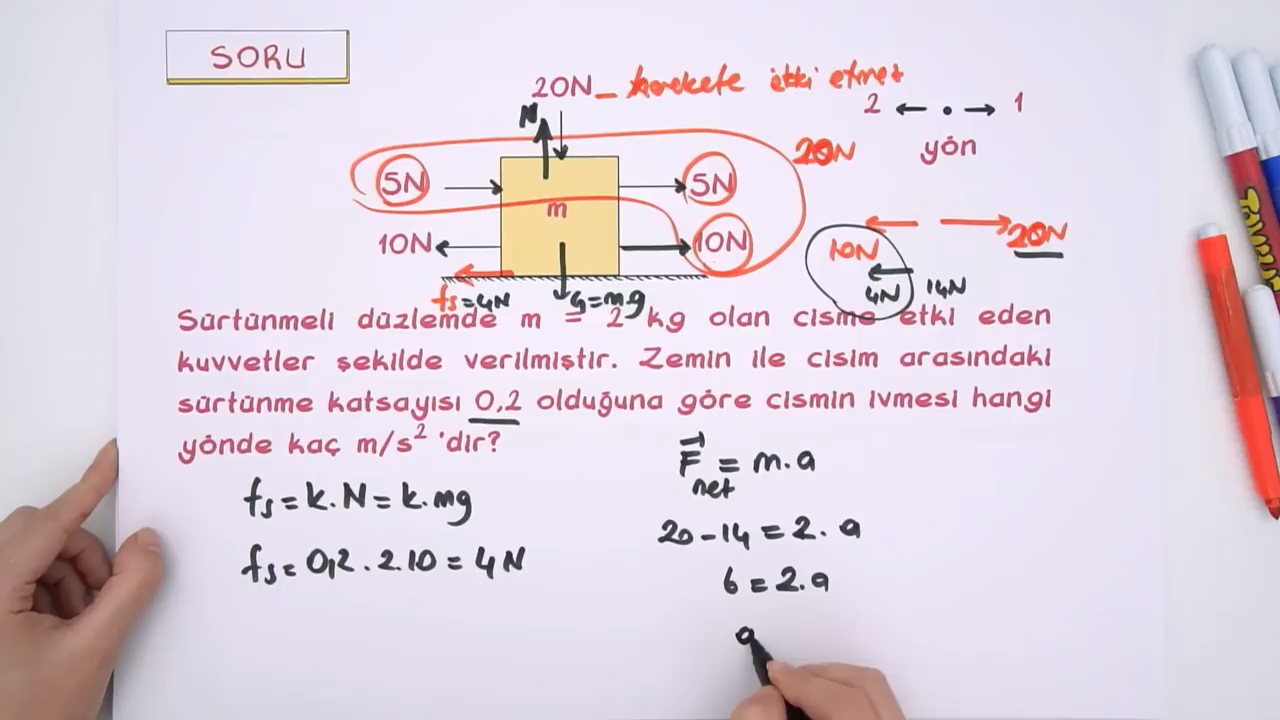 SORU
20N - harekete etki etmez
2 ← • → 1
yön
N
5N
5N
20N
m
10N
10N
10N
20N
4N
14N
fs=4N
G=mg
Sürtünmeli düzlemde m = 2 kg olan cisme etki eden
kuvvetler şekilde verilmiştir. Zemin ile cisim arasındaki
sürtünme katsayısı 0,2 olduğuna göre cismin ivmesi hangi
yönde kaç m/s² 'dir?
fs = k.N = k.mg
fs = 0,2 . 2.10 = 4N
F net = m.a
20 - 14 = 2. a
6 = 2.a
a